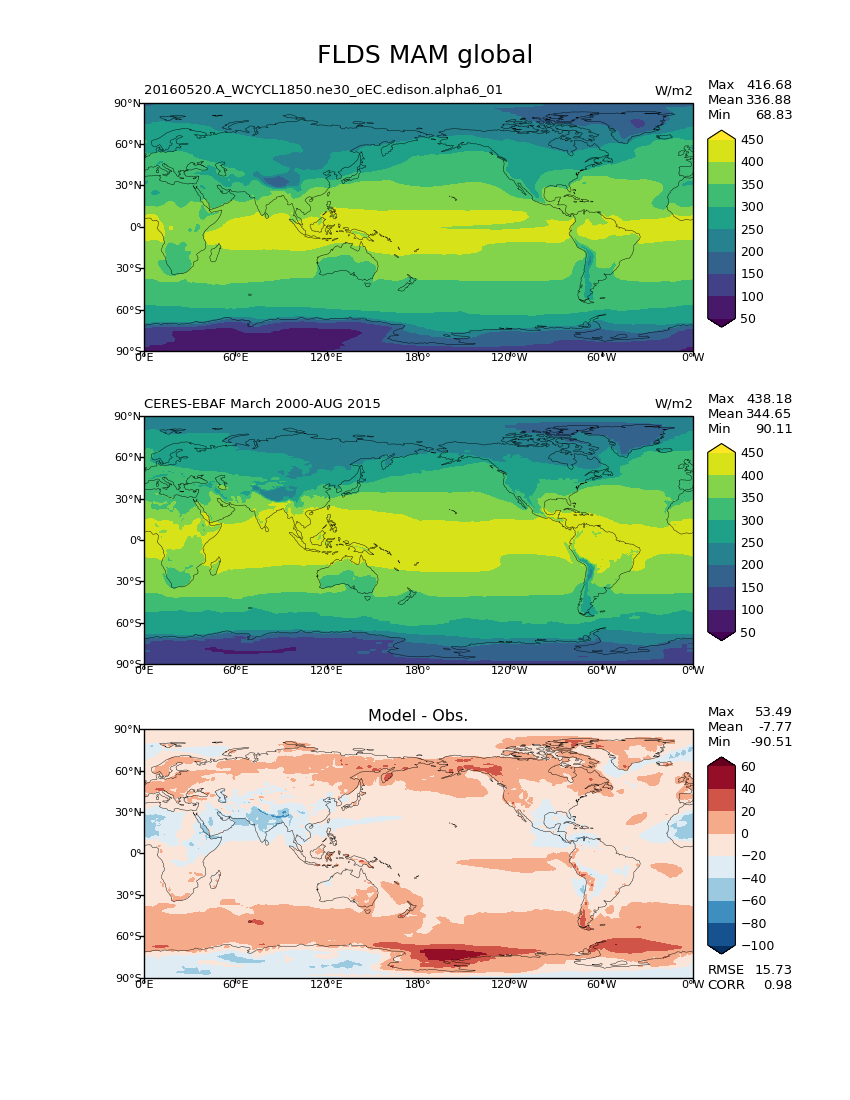 FLDS MAM global
20160520.A_WCYCL1850.ne30_oEC.edison.alpha6_01 W/m2
Max 416.68
Mean 336.88
Min 68.83
90°N
60°N
30°N
0°
30°S
60°S
90°S
0°E 60°E 120°E 180° 120°W 60°W 0°W
450
400
350
300
250
200
150
100
50
CERES-EBAF March 2000-AUG 2015 W/m2
Max 438.18
Mean 344.65
Min 90.11
90°N
60°N
30°N
0°
30°S
60°S
90°S
0°E 60°E 120°E 180° 120°W 60°W 0°W
450
400
350
300
250
200
150
100
50
Model - Obs.
Max 53.49
Mean -7.77
Min -90.51
90°N
60°N
30°N
0°
30°S
60°S
90°S
0°E 60°E 120°E 180° 120°W 60°W 0°W
60
40
20
0
−20
−40
−60
−80
−100
RMSE 15.73
CORR 0.98